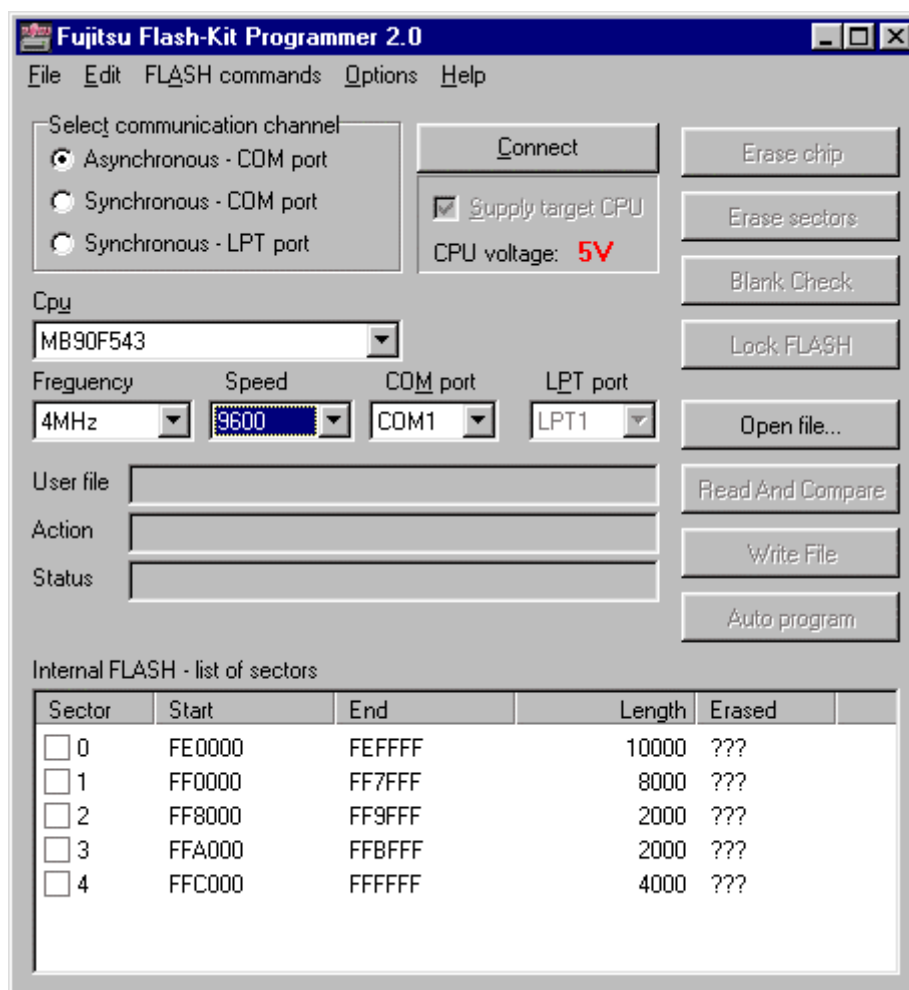 Fujitsu Flash-Kit Programmer 2.0
File Edit FLASH commands Options Help
Select communication channel
Asynchronous - COM port
Synchronous - COM port
Synchronous - LPT port
Connect
Supply target CPU
CPU voltage: 5V
Erase chip
Erase sectors
Blank Check
Lock FLASH
Cpu
MB90F543
Freguency Speed COM port LPT port
4MHz 9600 COM1 LPT1
Open file...
User file
Read And Compare
Action
Write File
Status
Auto program
Internal FLASH - list of sectors
Sector Start End Length Erased
0 FE0000 FEFFFF 10000 ???
1 FF0000 FF7FFF 8000 ???
2 FF8000 FF9FFF 2000 ???
3 FFA000 FFBFFF 2000 ???
4 FFC000 FFFFFF 4000 ???